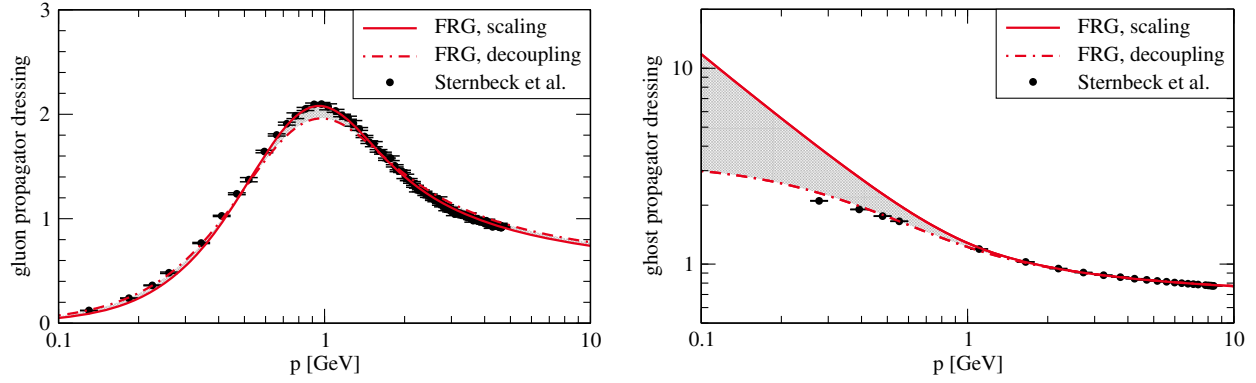 gluon propagator dressing
3
2
1
0
FRG, scaling
FRG, decoupling
Sternbeck et al.
0.1
1
10
p [GeV]
ghost propagator dressing
10
1
FRG, scaling
FRG, decoupling
Sternbeck et al.
0.1
1
10
p [GeV]